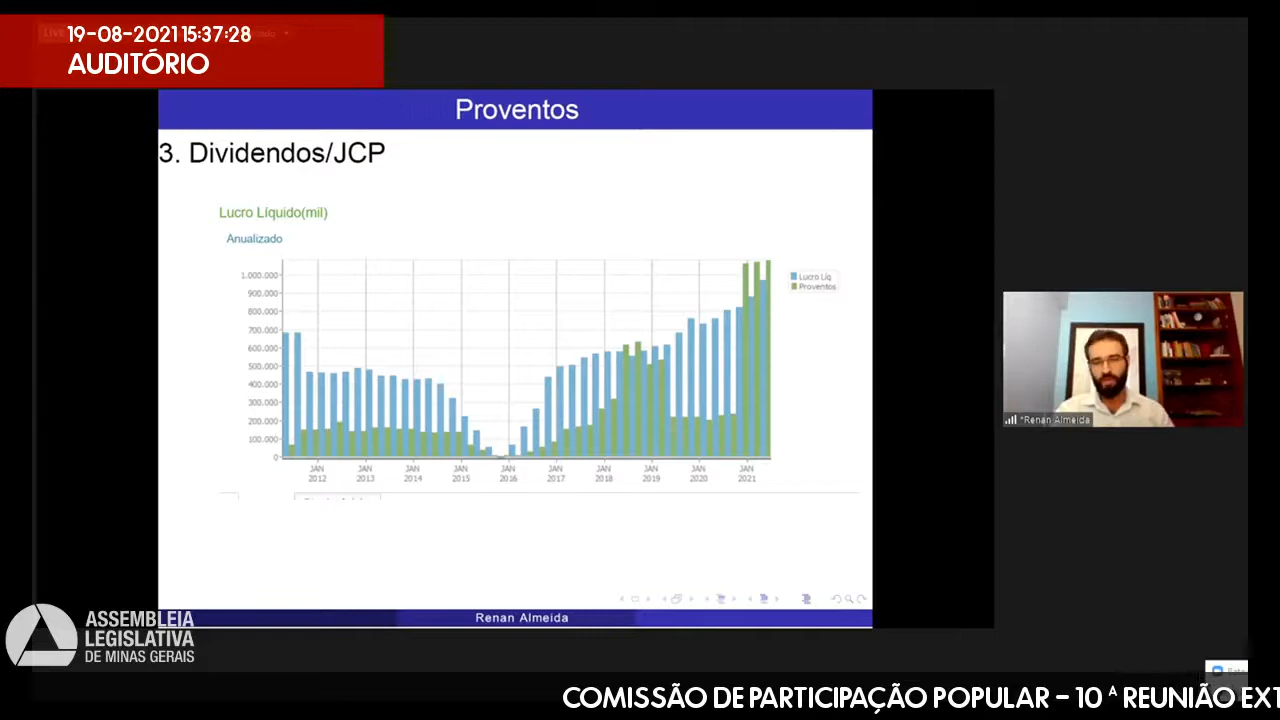 19-08-2021 15:37:28
AUDITÓRIO
Proventos
3. Dividendos/JCP
Lucro Líquido(mil)
Anualizado
1.000.000
900.000
800.000
700.000
600.000
500.000
400.000
300.000
200.000
100.000
0
JAN 2012
JAN 2013
JAN 2014
JAN 2015
JAN 2016
JAN 2017
JAN 2018
JAN 2019
JAN 2020
JAN 2021
Lucro Líq
Proventos
*Renan Almeida
Renan Almeida
ASSEMBLEIA
LEGISLATIVA
DE MINAS GERAIS
COMISSÃO DE PARTICIPAÇÃO POPULAR – 10 ª REUNIÃO EXT